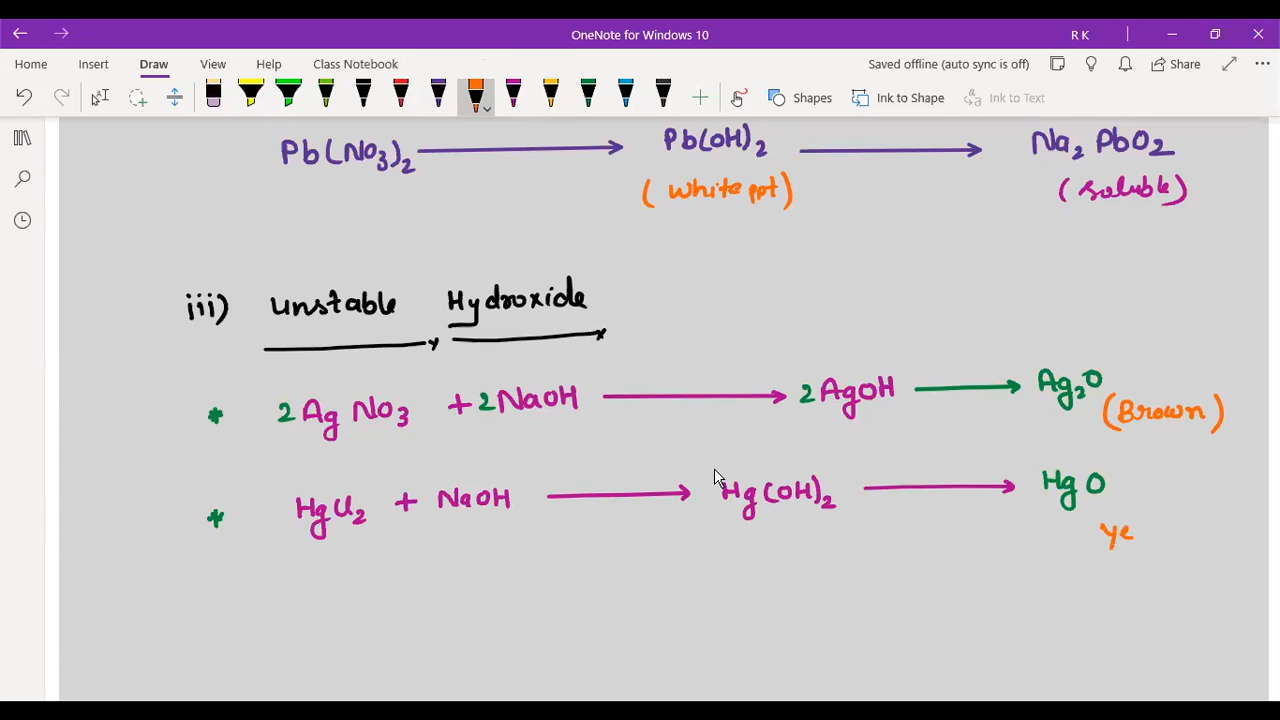 OneNote for Windows 10
R K
Home Insert Draw View Help Class Notebook
Saved offline (auto sync is off)
Share
Shapes
Ink to Shape
Ink to Text
Pb(NO3)2 ⟶ Pb(OH)2 ⟶ Na2 PbO2
(white ppt) (soluble)
iii) Unstable Hydroxide
* 2AgNO3 + 2NaOH ⟶ 2AgOH ⟶ Ag2O
(Brown)
* HgCl2 + NaOH ⟶ Hg(OH)2 ⟶ HgO
ye